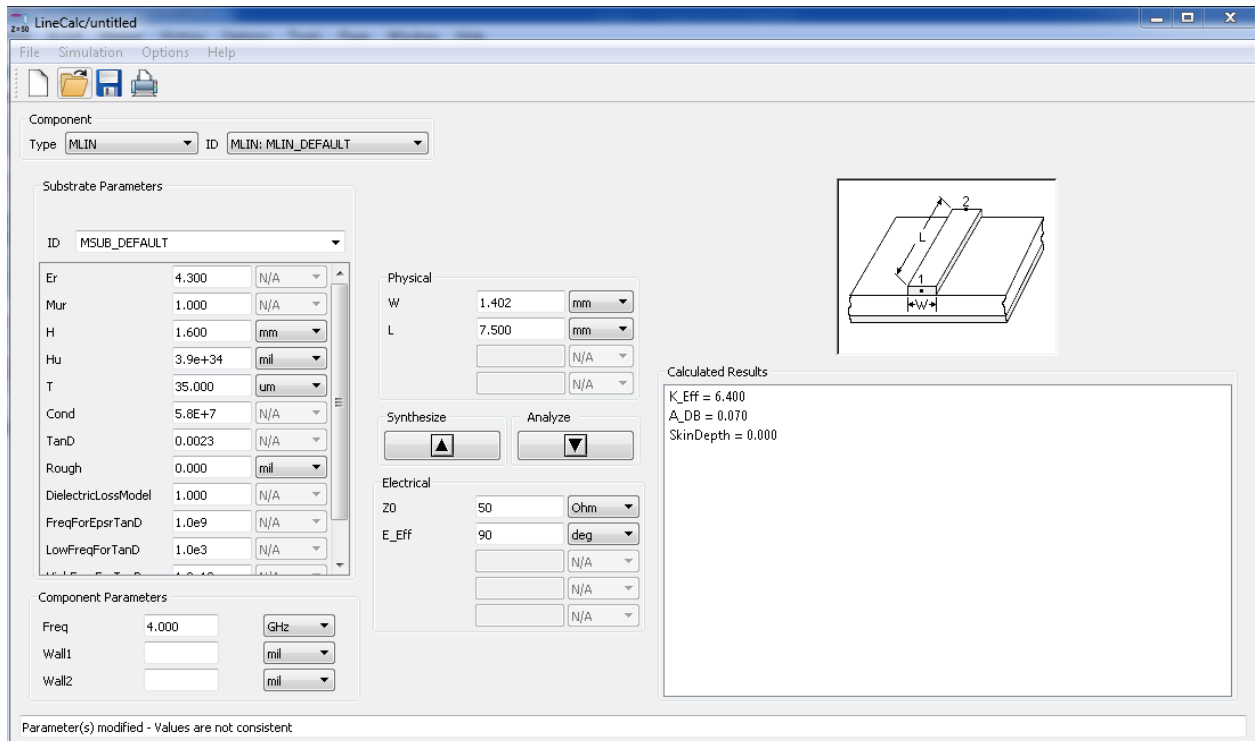 Z=50 LineCalc/untitled
File Simulation Options Help
Component
Type MLIN ID MLIN: MLIN_DEFAULT
Substrate Parameters
ID MSUB_DEFAULT
Er 4.300 N/A
Mur 1.000 N/A
H 1.600 mm
Hu 3.9e+34 mil
T 35.000 um
Cond 5.8E+7 N/A
TanD 0.0023 N/A
Rough 0.000 mil
DielectricLossModel 1.000 N/A
FreqForEpsrTanD 1.0e9 N/A
LowFreqForTanD 1.0e3 N/A
Component Parameters
Freq 4.000 GHz
Wall1 mil
Wall2 mil
Physical
W 1.402 mm
L 7.500 mm
N/A
N/A
Synthesize Analyze
Electrical
Z0 50 Ohm
E_Eff 90 deg
N/A
N/A
N/A
2
L
1
W
Calculated Results
K_Eff = 6.400
A_DB = 0.070
SkinDepth = 0.000
Parameter(s) modified - Values are not consistent